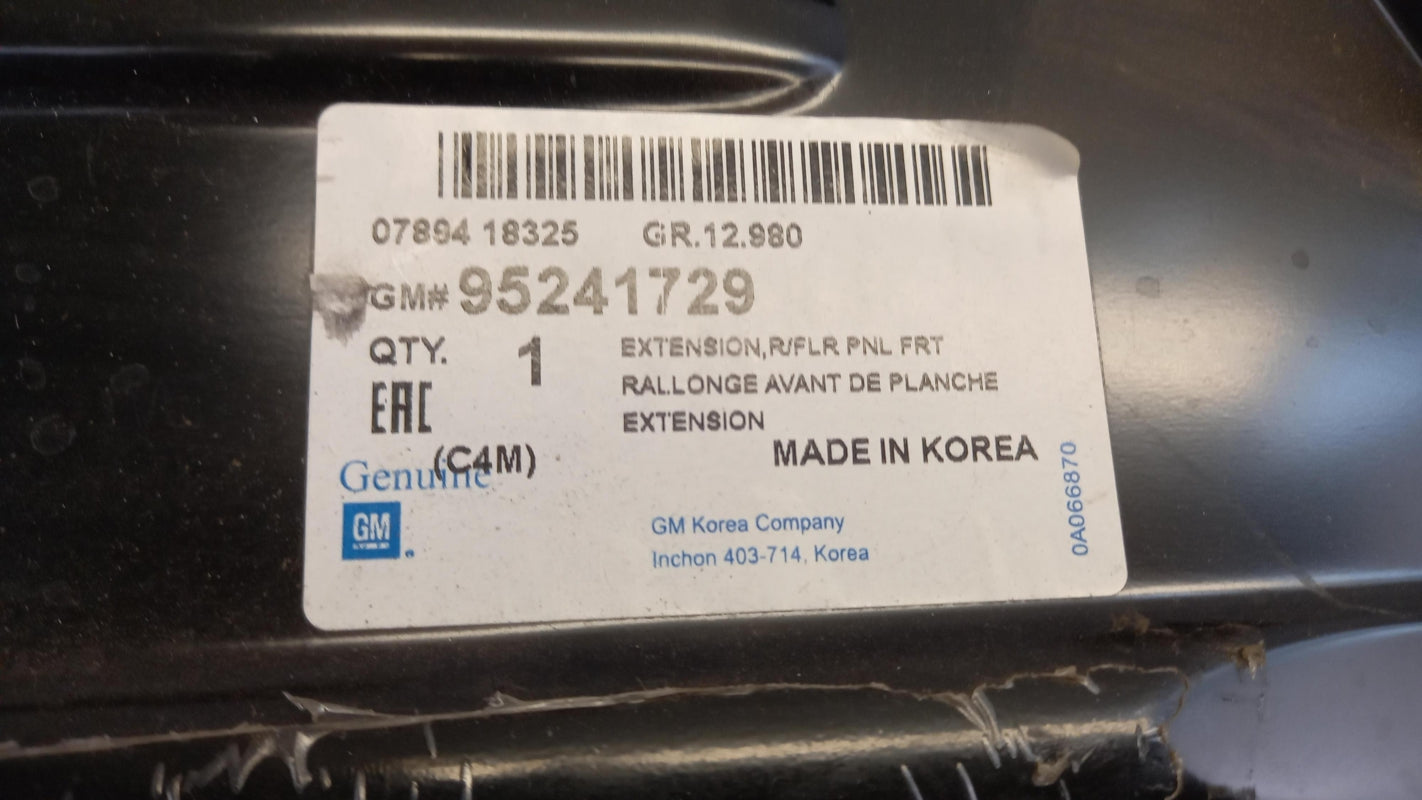 07894 18325 GR.12.980
GM# 95241729
QTY. 1 EXTENSION,R/FLR PNL FRT
EAC RALLONGE AVANT DE PLANCHE
EXTENSION
(C4M) MADE IN KOREA
Genuine
GM
GM Korea Company
Inchon 403-714, Korea
0A066870